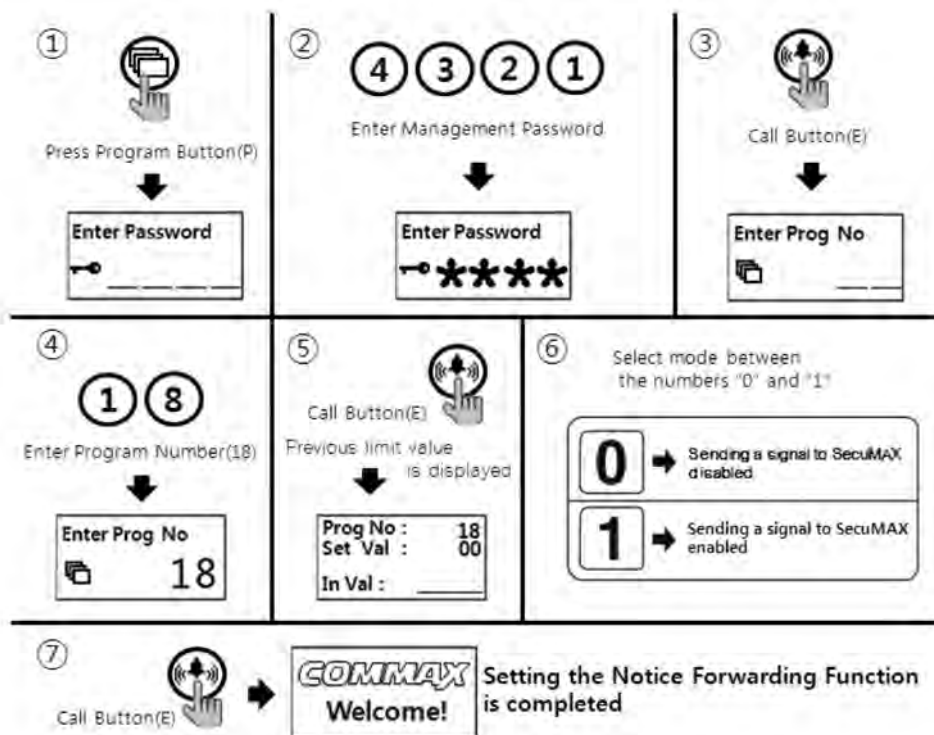 ①
Press Program Button(P)
Enter Password
②
4 3 2 1
Enter Management Password
Enter Password
③
Call Button(E)
Enter Prog No
④
1 8
Enter Program Number(18)
Enter Prog No
18
⑤
Call Button(E)
Previous limit value
is displayed
Prog No : 18
Set Val : 00
In Val :
⑥
Select mode between
the numbers "0" and "1"
0
Sending a signal to SecuMAX
disabled
1
Sending a signal to SecuMAX
enabled
⑦
Call Button(E)
COMMAX
Welcome!
Setting the Notice Forwarding Function
is completed